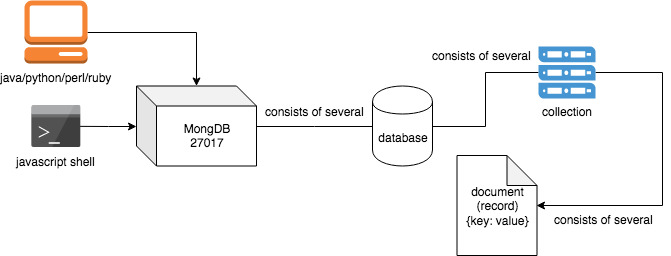 java/python/perl/ruby
>_
javascript shell
MongDB
27017
consists of several
database
consists of several
collection
document
(record)
{key: value}
consists of several